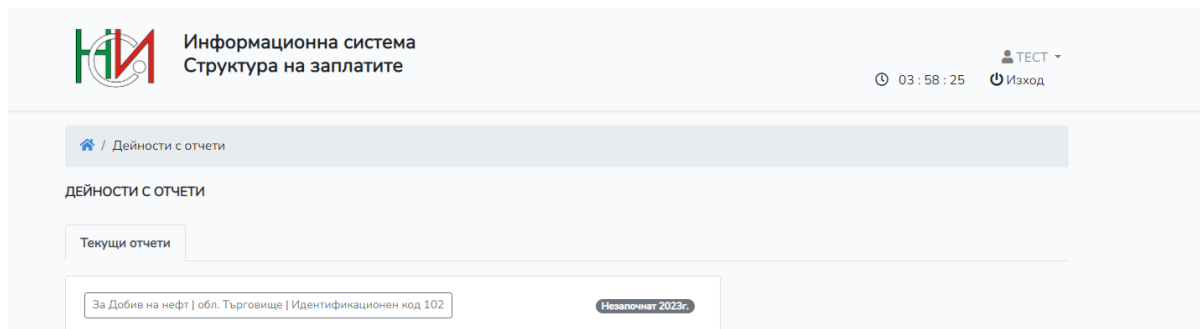 НСИ
Информационна система
Структура на заплатите
ТЕСТ
03 : 58 : 25 Изход
/ Дейности с отчети
ДЕЙНОСТИ С ОТЧЕТИ
Текущи отчети
За Добив на нефт | обл. Търговище | Идентификационен код 102 Незапочнат 2023г.